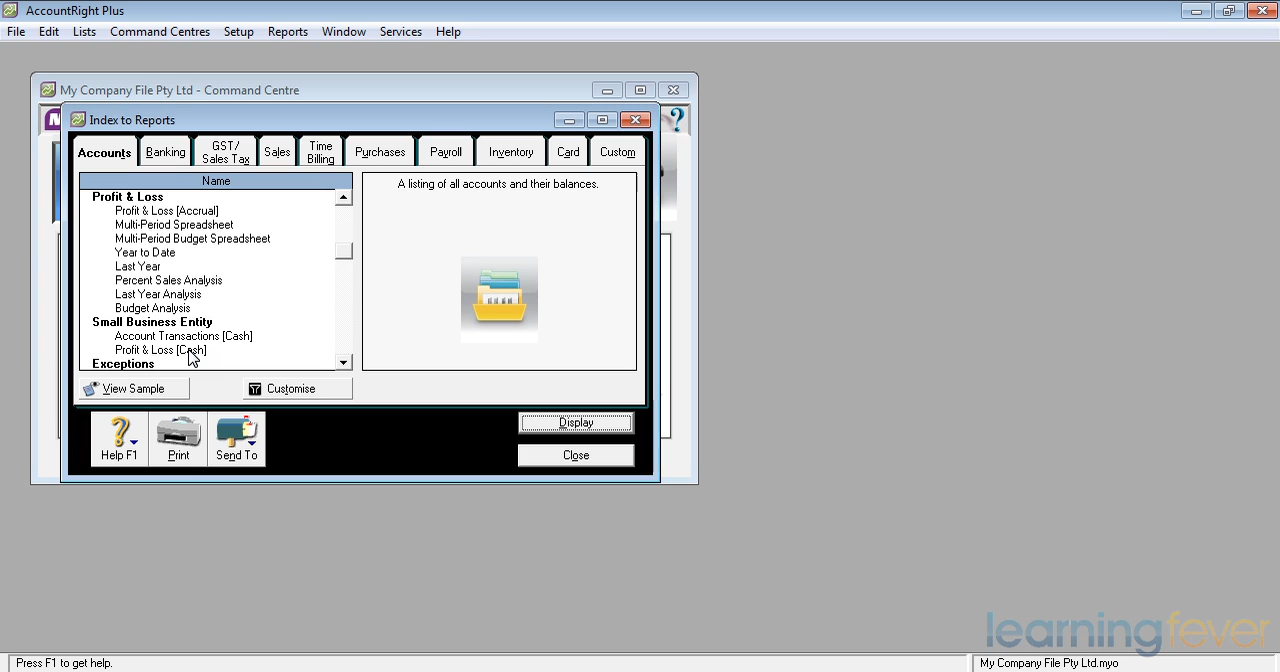 AccountRight Plus
File Edit Lists Command Centres Setup Reports Window Services Help
My Company File Pty Ltd - Command Centre
Index to Reports
Accounts Banking GST/ Sales Tax Sales Time Billing Purchases Payroll Inventory Card Custom
Name
A listing of all accounts and their balances.
Profit & Loss
Profit & Loss [Accrual]
Multi-Period Spreadsheet
Multi-Period Budget Spreadsheet
Year to Date
Last Year
Percent Sales Analysis
Last Year Analysis
Budget Analysis
Small Business Entity
Account Transactions [Cash]
Profit & Loss [Cash]
Exceptions
View Sample Customise
Help F1 Print Send To
Display
Close
learningfever
Press F1 to get help. My Company File Pty Ltd.myo